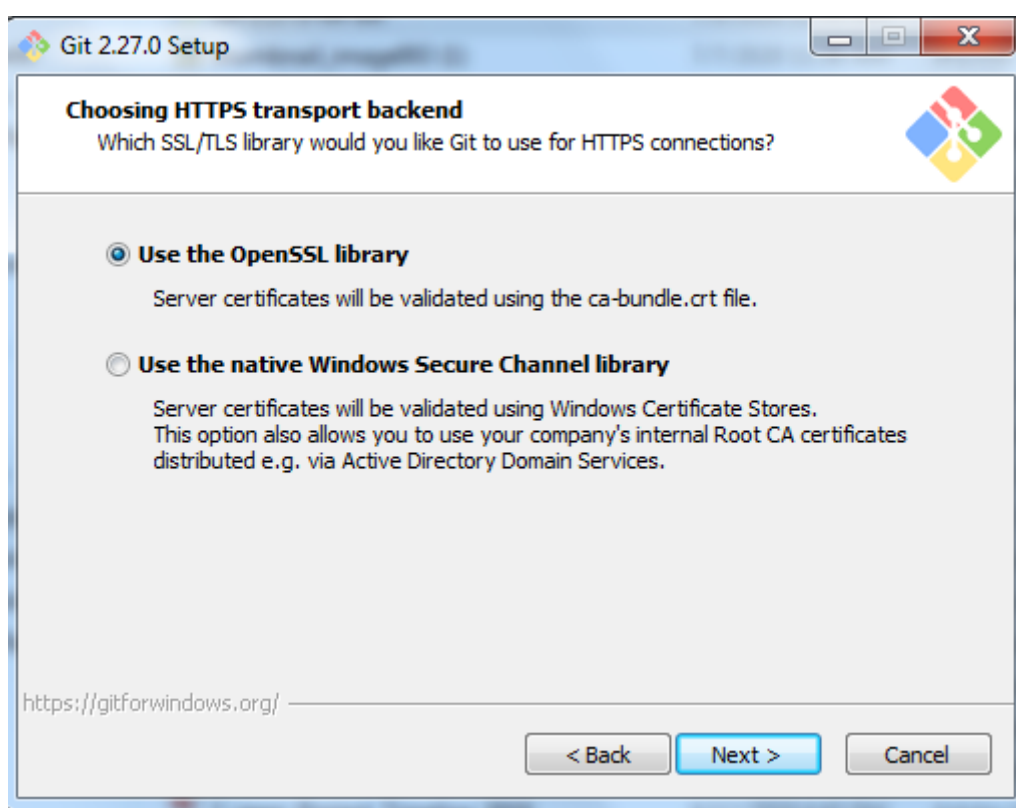 Git 2.27.0 Setup
Choosing HTTPS transport backend
Which SSL/TLS library would you like Git to use for HTTPS connections?
Use the OpenSSL library
Server certificates will be validated using the ca-bundle.crt file.
Use the native Windows Secure Channel library
Server certificates will be validated using Windows Certificate Stores.
This option also allows you to use your company's internal Root CA certificates
distributed e.g. via Active Directory Domain Services.
https://gitforwindows.org/
< Back Next > Cancel